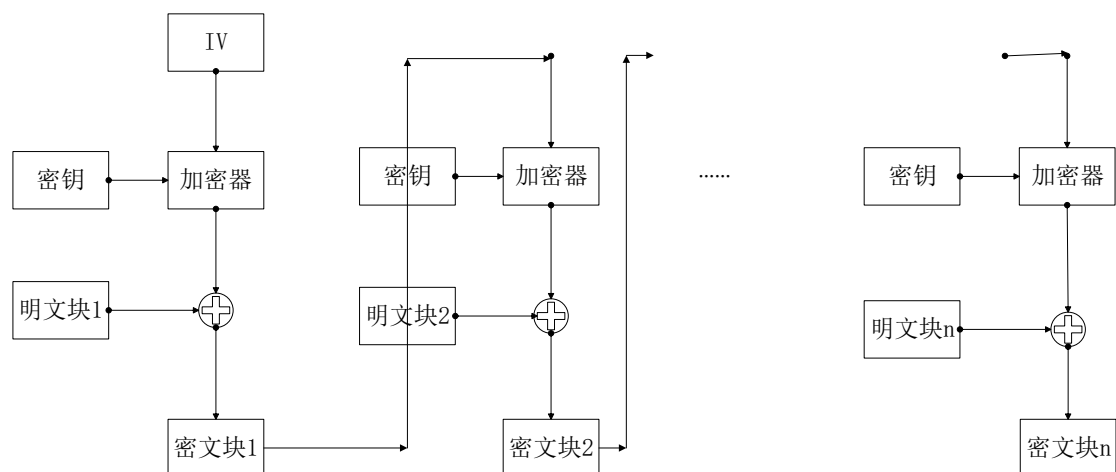 IV
密钥
加密器
密钥
加密器
......
密钥
加密器
明文块1
明文块2
明文块n
密文块1
密文块2
密文块n